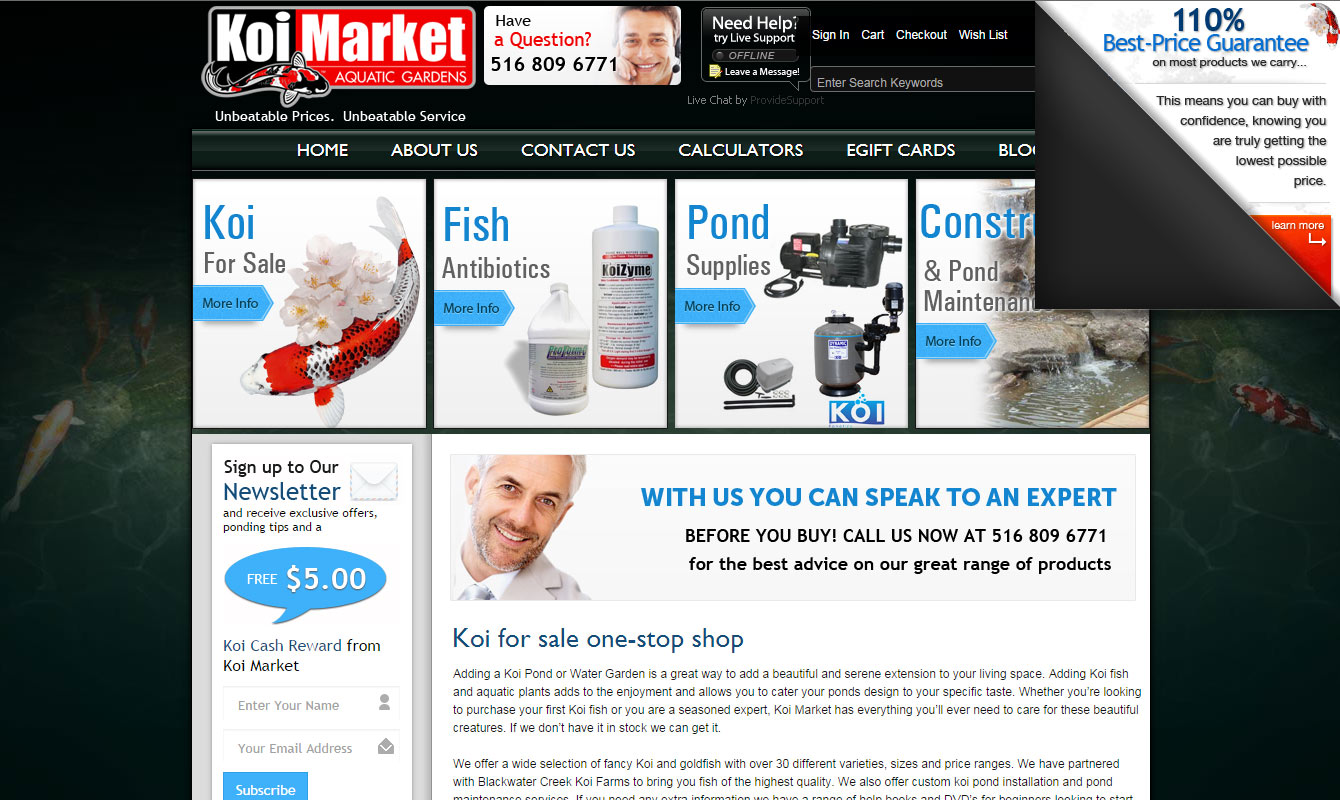 Koi Market
AQUATIC GARDENS
Unbeatable Prices. Unbeatable Service
Have
a Question?
516 809 6771
Need Help?
try Live Support
OFFLINE
Leave a Message!
Live Chat by ProvideSupport
Sign In Cart Checkout Wish List
Enter Search Keywords
110%
Best-Price Guarantee
on most products we carry...
This means you can buy with
confidence, knowing you
are truly getting the
lowest possible
price.
learn more
HOME ABOUT US CONTACT US CALCULATORS EGIFT CARDS BLO
Koi
For Sale
More Info
Fish
Antibiotics
More Info
KoiZyme
Pond
Supplies
More Info
DYNAMIC
KOI
Constr
& Pond
Maintenan
More Info
Sign up to Our
Newsletter
and receive exclusive offers,
ponding tips and a
FREE $5.00
Koi Cash Reward from
Koi Market
Enter Your Name
Your Email Address
Subscribe
WITH US YOU CAN SPEAK TO AN EXPERT
BEFORE YOU BUY! CALL US NOW AT 516 809 6771
for the best advice on our great range of products
Koi for sale one-stop shop
Adding a Koi Pond or Water Garden is a great way to add a beautiful and serene extension to your living space. Adding Koi fish
and aquatic plants adds to the enjoyment and allows you to cater your ponds design to your specific taste. Whether you're looking
to purchase your first Koi fish or you are a seasoned expert, Koi Market has everything you'll ever need to care for these beautiful
creatures. If we don't have it in stock we can get it.
We offer a wide selection of fancy Koi and goldfish with over 30 different varieties, sizes and price ranges. We have partnered
with Blackwater Creek Koi Farms to bring you fish of the highest quality. We also offer custom koi pond installation and pond
maintenance services. If you need any extra information we have a range of help books and DVD's for beginners looking to start